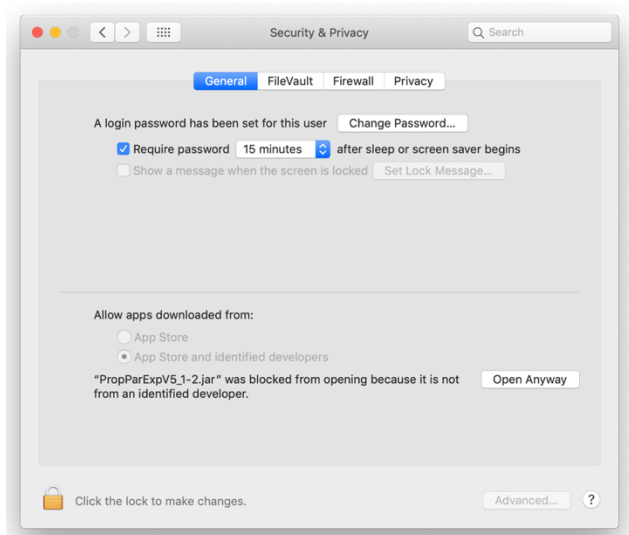 Security & Privacy
Search
General FileVault Firewall Privacy
A login password has been set for this user Change Password...
Require password 15 minutes after sleep or screen saver begins
Show a message when the screen is locked Set Lock Message...
Allow apps downloaded from:
App Store
App Store and identified developers
“PropParExpV5_1-2.jar” was blocked from opening because it is not Open Anyway
from an identified developer.
Click the lock to make changes. Advanced... ?